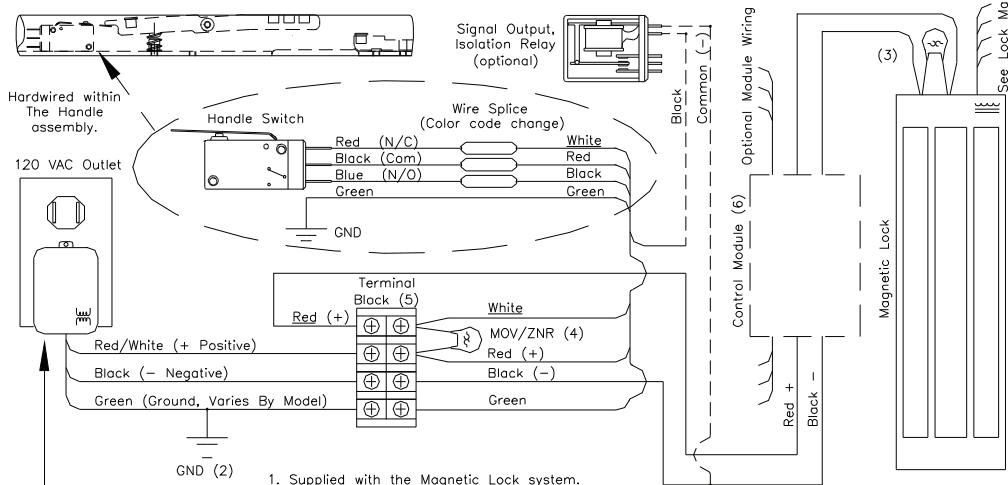 Hardwired within
The Handle
assembly.
Handle Switch
Wire Splice
(Color code change)
Red (N/C)
White
Black (Com)
Red
Blue (N/O)
Black
Green
Green
GND
Signal Output,
Isolation Relay
(optional)
Black
Common (-)
Optional Module Wiring
(3)
See Lock Ma
120 VAC Outlet
Control Module (6)
Magnetic Lock
Terminal
Block (5)
Red (+)
White
MOV/ZNR (4)
Red/White (+ Positive)
Red (+)
Black (- Negative)
Black (-)
Green (Ground, Varies By Model)
Green
Red +
Black -
GND (2)
1. Supplied with the Magnetic Lock system.